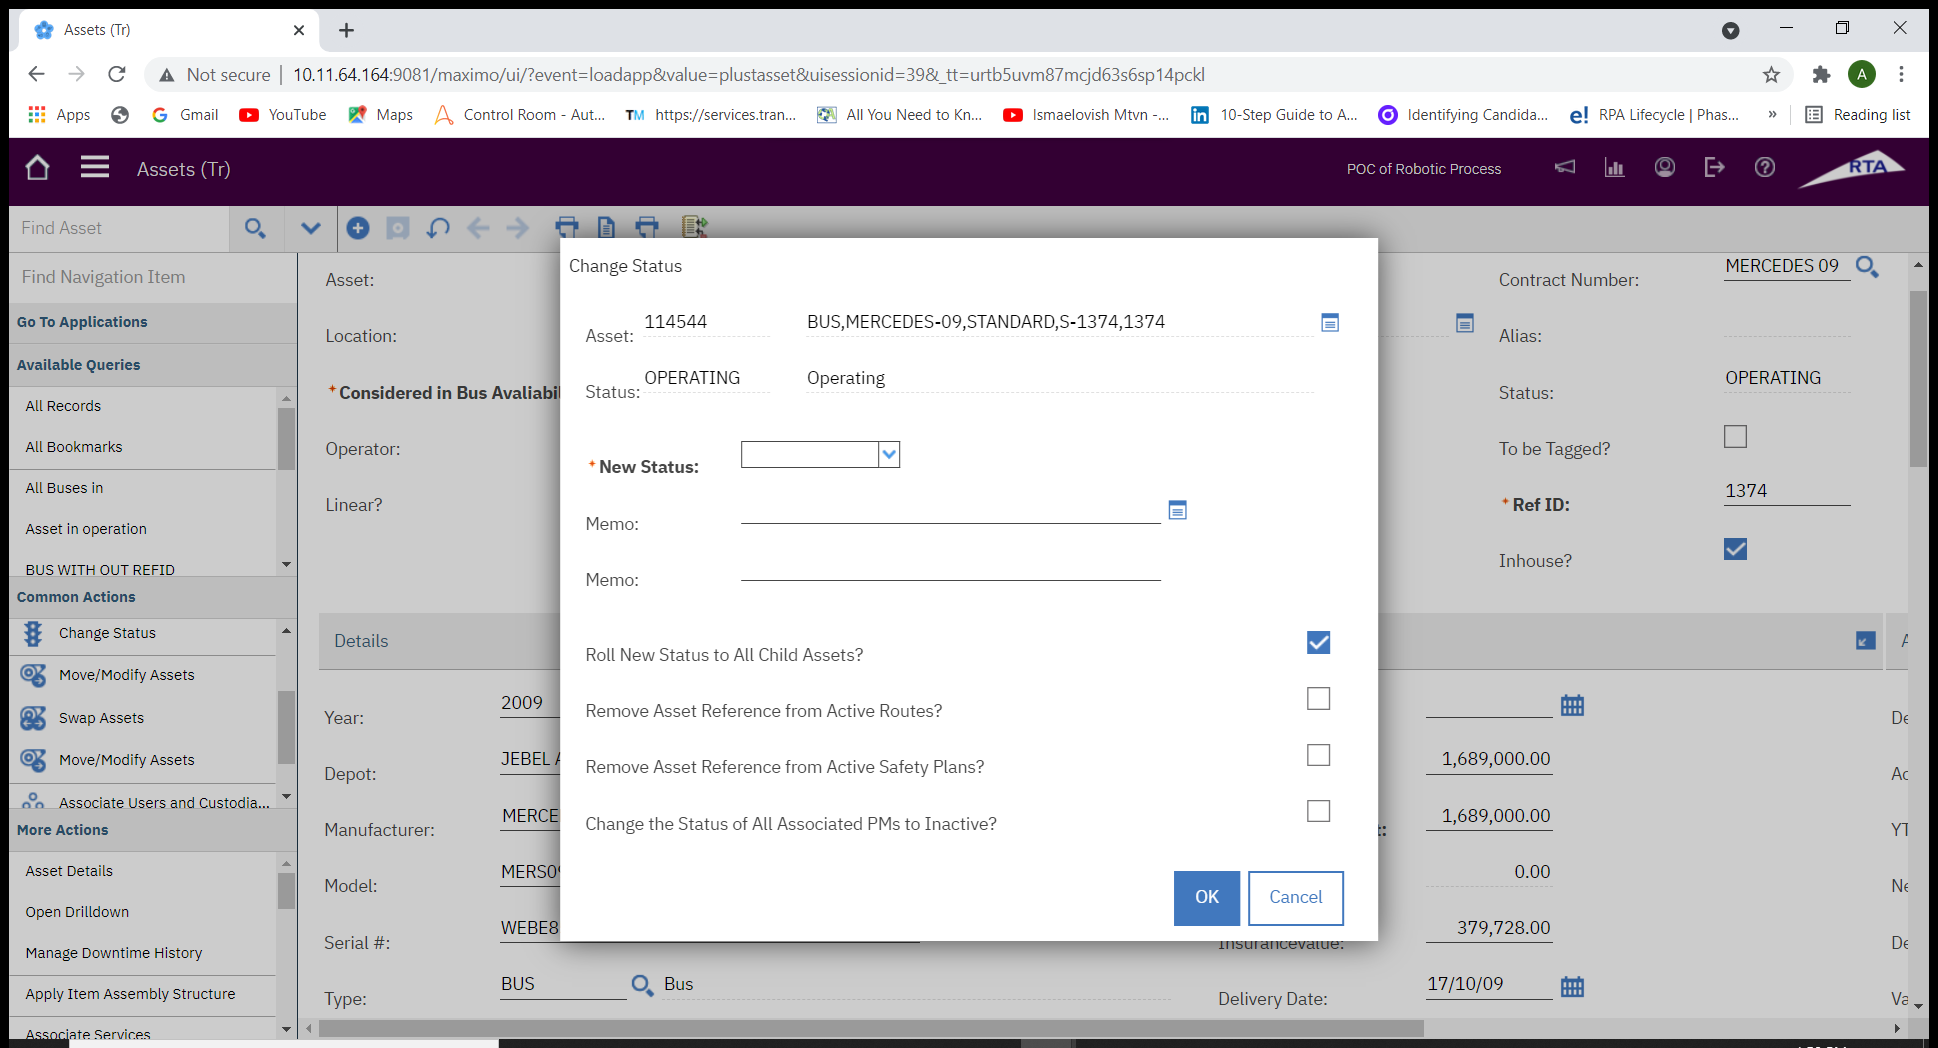 Assets (Tr)
Not secure | 10.11.64.164:9081/maximo/ui/?event=loadapp&value=plustasset&uisessionid=39&_tt=urtb5uvm87mcjd63s6sp14pckl
A
Apps
Gmail
YouTube
Maps
Control Room - Aut...
TM https://services.tran...
All You Need to Kn...
Ismaelovish Mtvn -...
in 10-Step Guide to A...
Identifying Candida...
e! RPA Lifecycle | Phas...
»
Reading list
Assets (Tr)
POC of Robotic Process
RTA
Find Asset
Find Navigation Item
Go To Applications
Available Queries
All Records
All Bookmarks
All Buses in
Asset in operation
BUS WITH OUT REFID
Common Actions
Change Status
Move/Modify Assets
Swap Assets
Move/Modify Assets
Associate Users and Custodia...
More Actions
Asset Details
Open Drilldown
Manage Downtime History
Apply Item Assembly Structure
Associate Services
Asset:
Location:
* Considered in Bus Avaliabil
Operator:
Linear?
Contract Number: MERCEDES 09
Alias:
Status: OPERATING
To be Tagged?
* Ref ID: 1374
Inhouse?
Details
Year: 2009
Depot: JEBEL A
Manufacturer: MERCE
Model: MERS09
Serial #: WEBE8
Type: BUS Bus
1,689,000.00
1,689,000.00
0.00
Insurancevalue: 379,728.00
Delivery Date: 17/10/09
De
Ac
YT
Ne
De
Va
Change Status
Asset: 114544 BUS,MERCEDES-09,STANDARD,S-1374,1374
Status: OPERATING Operating
* New Status:
Memo:
Memo:
Roll New Status to All Child Assets?
Remove Asset Reference from Active Routes?
Remove Asset Reference from Active Safety Plans?
Change the Status of All Associated PMs to Inactive?
OK
Cancel